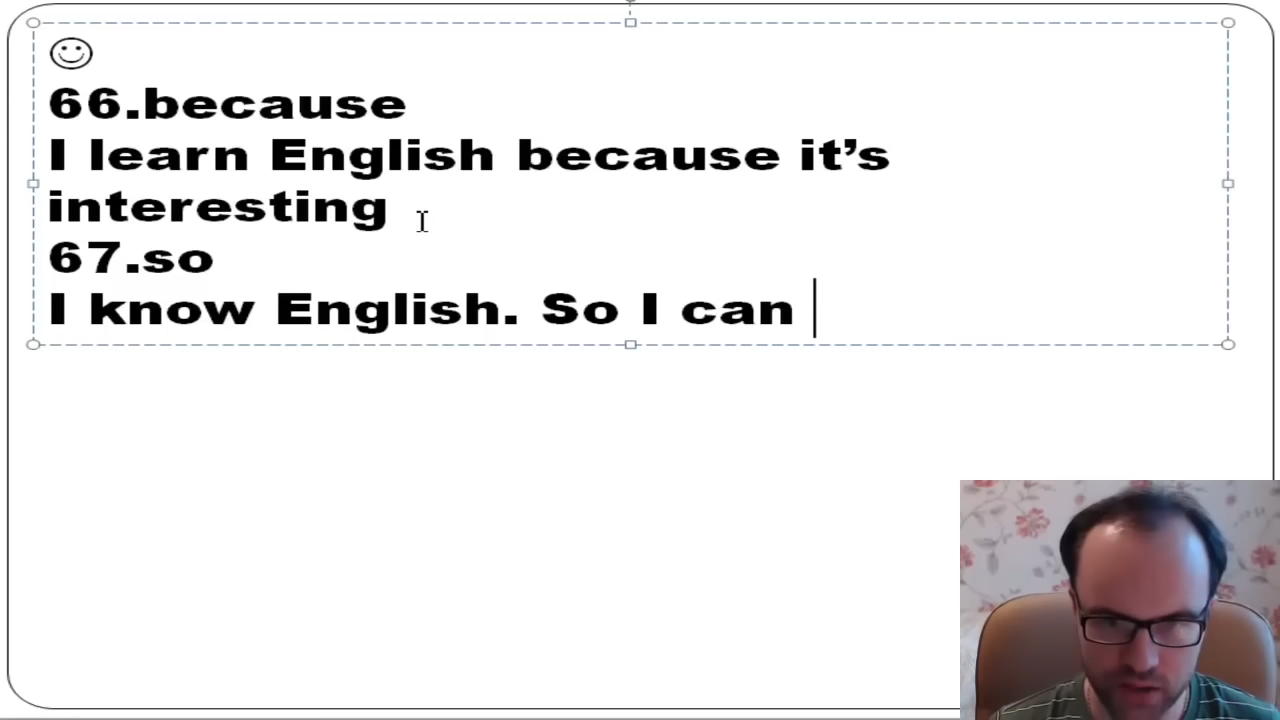 66.because
I learn English because it’s
interesting
67.so
I know English. So I can